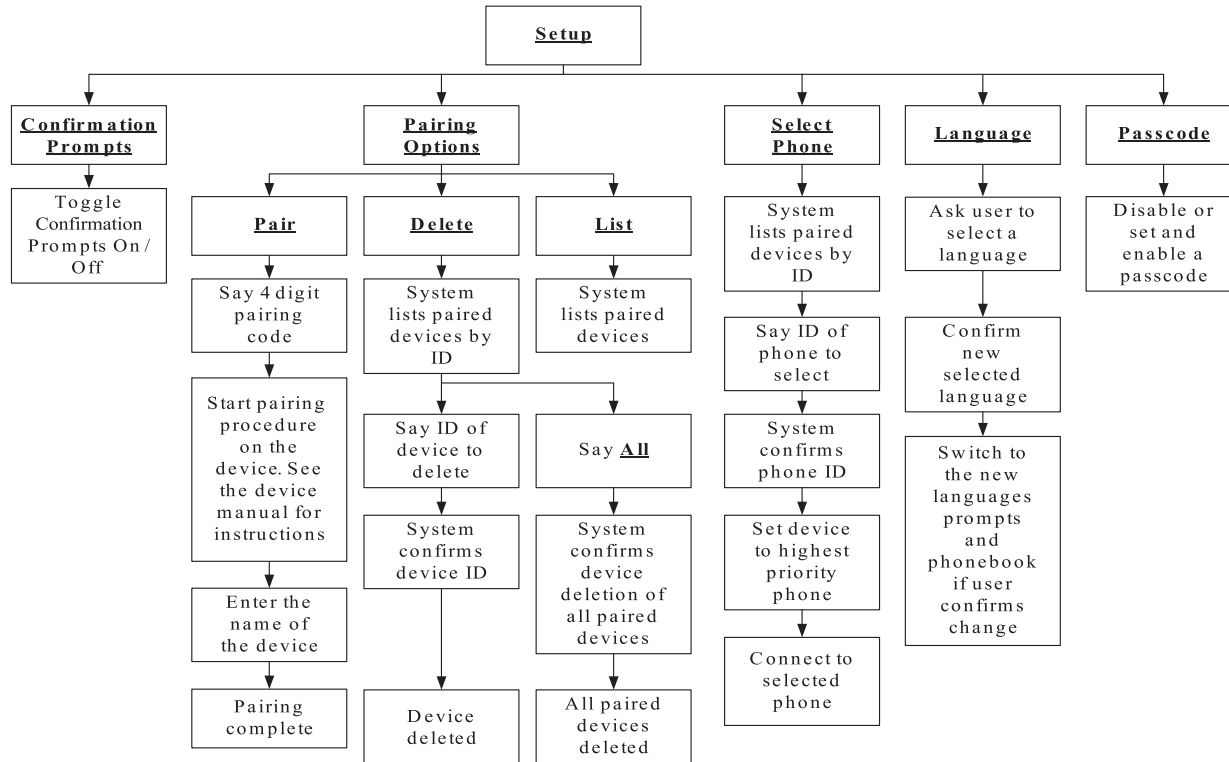 Setup
Confirmation
Prompts
Toggle
Confirmation
Prompts On /
Off
Pairing
Options
Pair
Say 4 digit
pairing
code
Start pairing
procedure
on the
device. See
the device
manual for
instructions
Enter the
name of
the device
Pairing
complete
Delete
System
lists paired
devices by
ID
Say ID of
device to
delete
System
confirms
device ID
Device
deleted
Say All
System
confirms
device
deletion of
all paired
devices
All paired
devices
deleted
List
System
lists paired
devices
Select
Phone
System
lists paired
devices by
ID
Say ID of
phone to
select
System
confirms
phone ID
Set device
to highest
priority
phone
Connect to
selected
phone
Language
Ask user to
select a
language
Confirm
new
selected
language
Switch to
the new
languages
prompts
and
phonebook
if user
confirms
change
Passcode
Disable or
set and
enable a
passcode